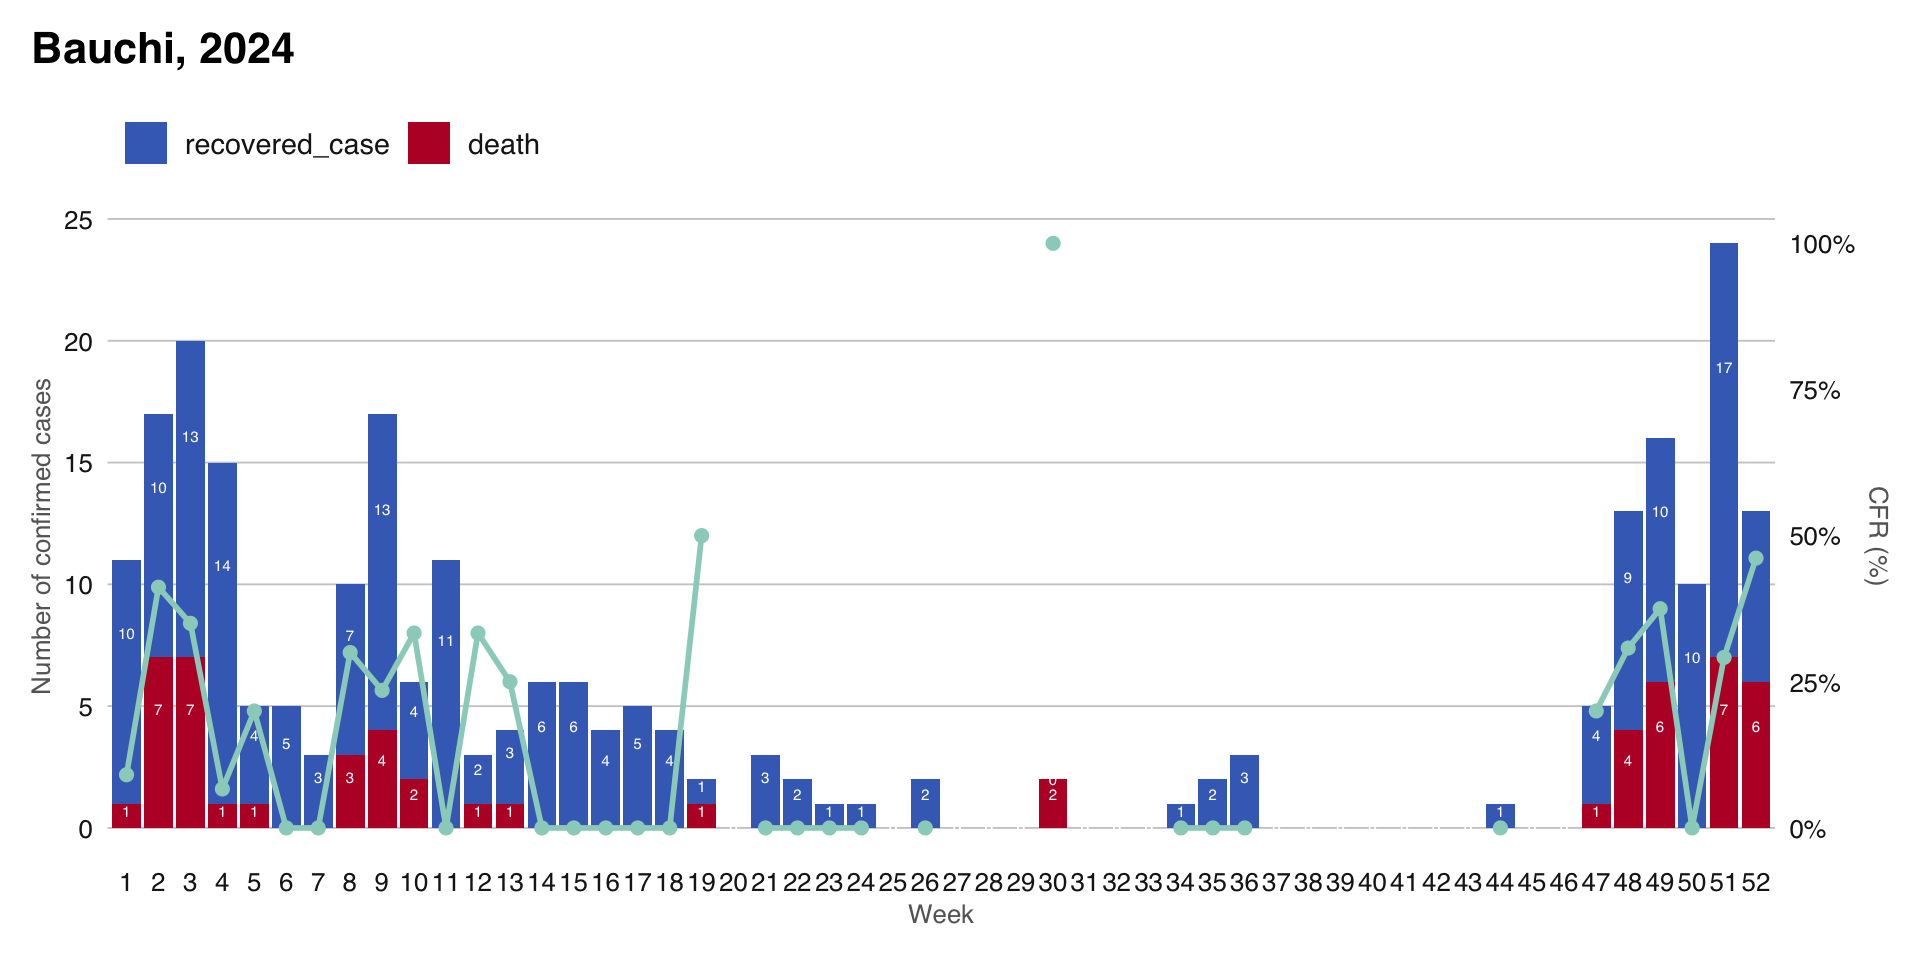 Bauchi, 2024
recovered_case death
25
20
15
10
5
0
Number of confirmed cases
100%
75%
50%
25%
0%
CFR (%)
10 10 13 14 4 5 3 7 13 4 11 2 3 6 6 4 5 4 1 3 2 1 1 2 0 1 2 3 1 4 9 10 10 17
1 7 7 1 1 3 4 2 1 1 1 2 1 4 6 7 6
1 2 3 4 5 6 7 8 9 10 11 12 13 14 15 16 17 18 19 20 21 22 23 24 25 26 27 28 29 30 31 32 33 34 35 36 37 38 39 40 41 42 43 44 45 46 47 48 49 50 51 52
Week